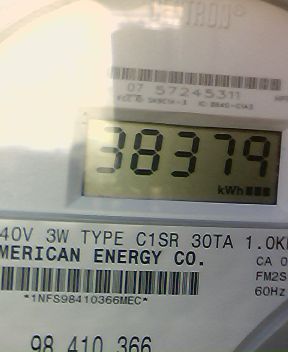 CENTRON®
07 57245311
38379
kWh
40V 3W TYPE C1SR 30TA 1.0K
MERICAN ENERGY CO.
CA 0
FM2S
*1NFS98410366MEC*
60Hz
98 410 366